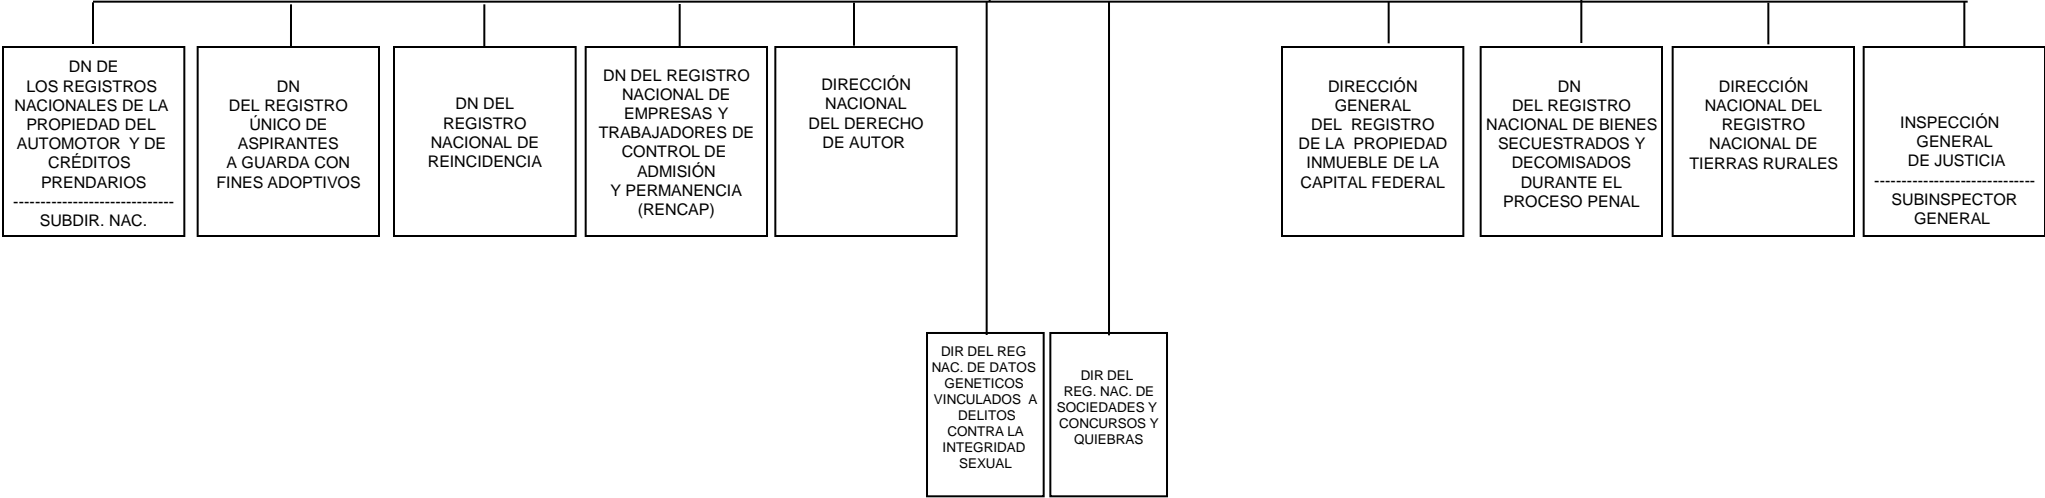 DN DE
LOS REGISTROS
NACIONALES DE LA
PROPIEDAD DEL
AUTOMOTOR Y DE
CRÉDITOS
PRENDARIOS
-----------------------------
SUBDIR. NAC.
DN
DEL REGISTRO
ÚNICO DE
ASPIRANTES
A GUARDA CON
FINES ADOPTIVOS
DN DEL
REGISTRO
NACIONAL DE
REINCIDENCIA
DN DEL REGISTRO
NACIONAL DE
EMPRESAS Y
TRABAJADORES DE
CONTROL DE
ADMISIÓN
Y PERMANENCIA
(RENCAP)
DIRECCIÓN
NACIONAL
DEL DERECHO
DE AUTOR
DIRECCIÓN
GENERAL
DEL REGISTRO
DE LA PROPIEDAD
INMUEBLE DE LA
CAPITAL FEDERAL
DN
DEL REGISTRO
NACIONAL DE BIENES
SECUESTRADOS Y
DECOMISADOS
DURANTE EL
PROCESO PENAL
DIRECCIÓN
NACIONAL DEL
REGISTRO
NACIONAL DE
TIERRAS RURALES
INSPECCIÓN
GENERAL
DE JUSTICIA
-----------------------------
SUBINSPECTOR
GENERAL
DIR DEL REG
NAC. DE DATOS
GENETICOS
VINCULADOS A
DELITOS
CONTRA LA
INTEGRIDAD
SEXUAL
DIR DEL
REG. NAC. DE
SOCIEDADES Y
CONCURSOS Y
QUIEBRAS